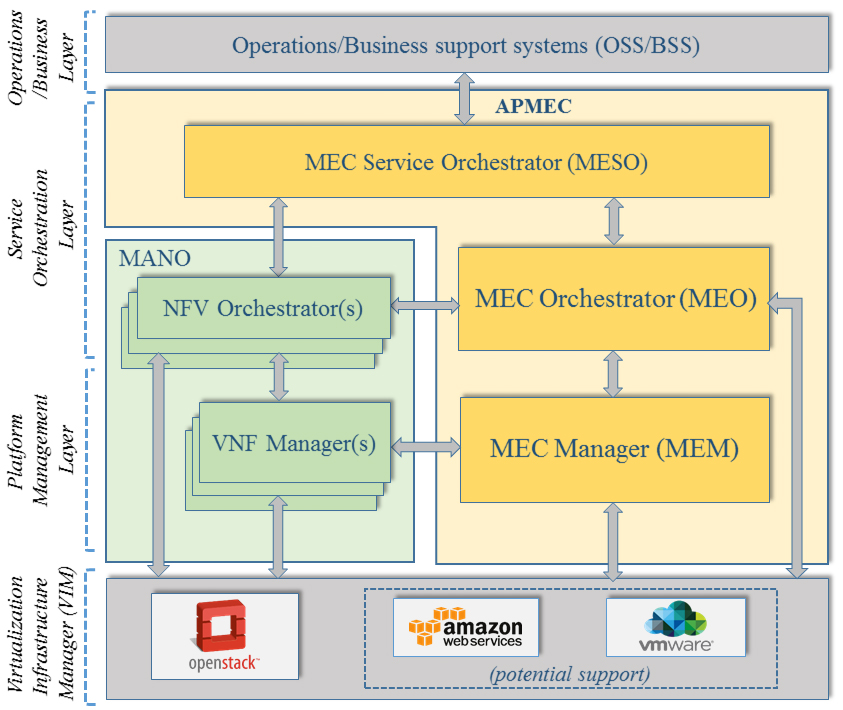 Operations
/Business
Layer
Operations/Business support systems (OSS/BSS)
APMEC
Service
Orchestration
Layer
MEC Service Orchestrator (MESO)
MANO
NFV Orchestrator(s)
MEC Orchestrator (MEO)
Platform
Management
Layer
VNF Manager(s)
MEC Manager (MEM)
Virtualization
Infrastructure
Manager (VIM)
openstack™
amazon
web services
vmware®
(potential support)